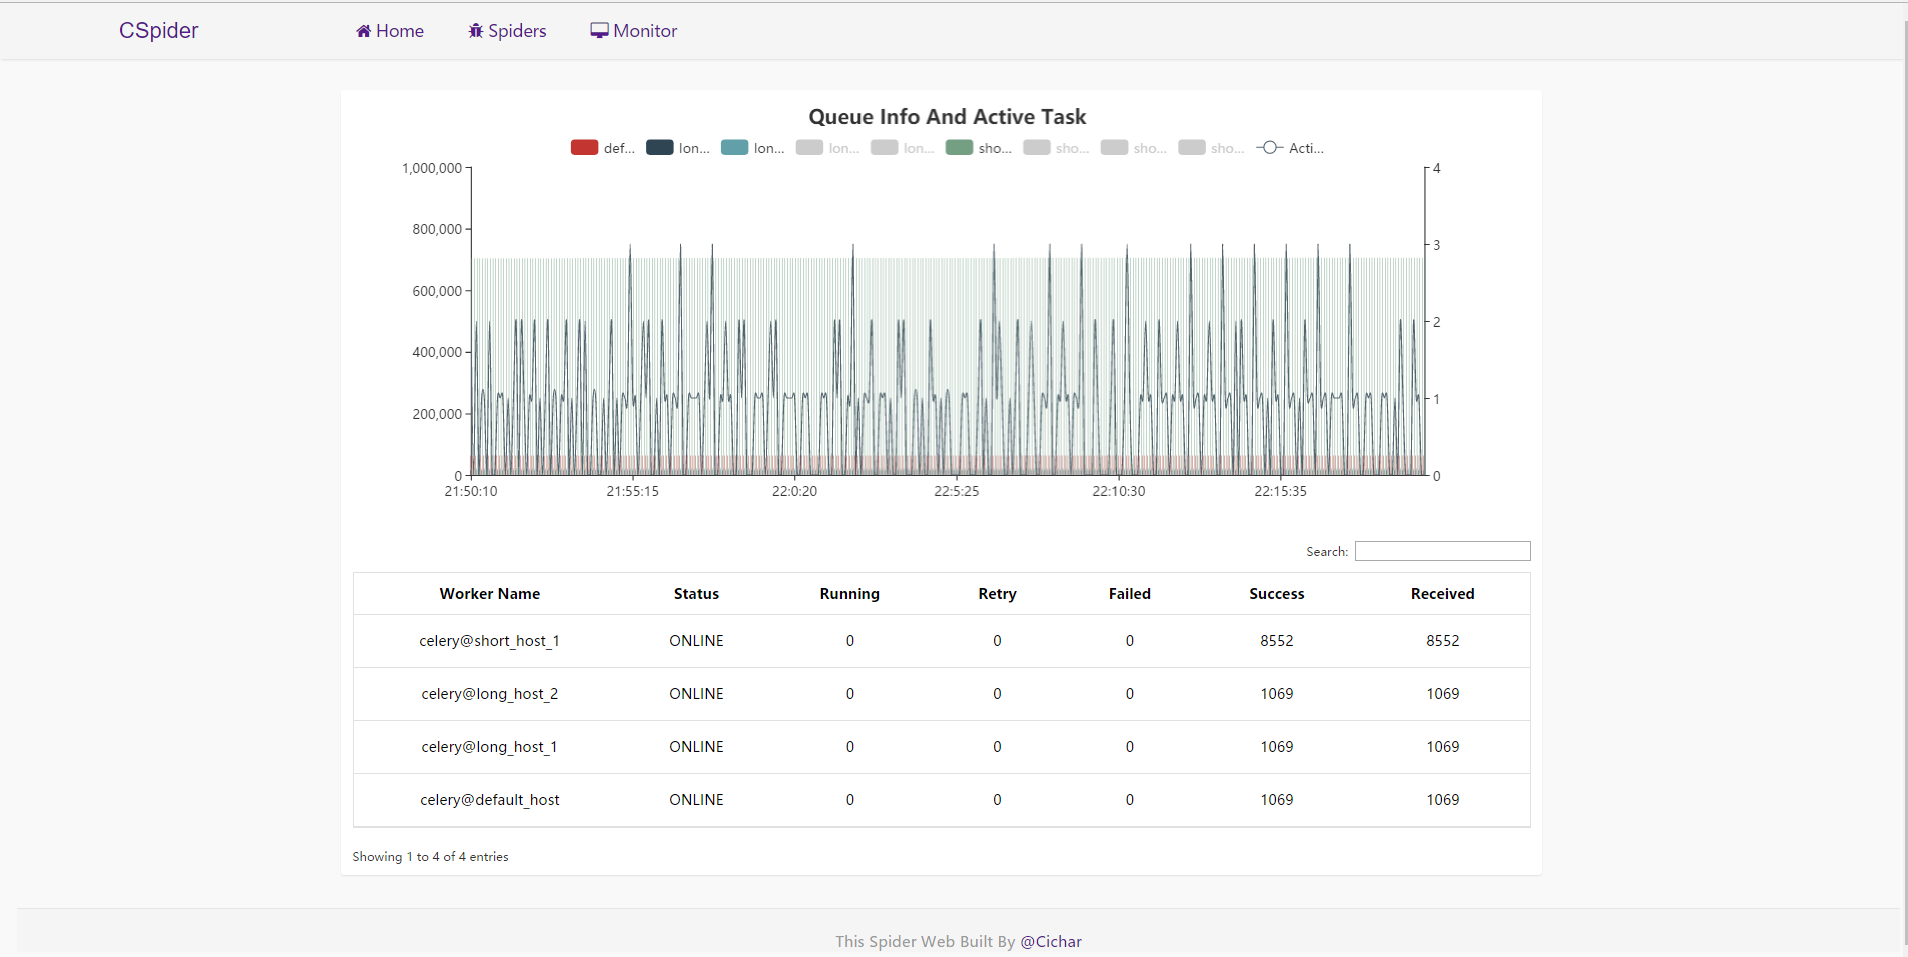 CSpider Home Spiders Monitor
Queue Info And Active Task
def... lon... lon... lon... lon... sho... sho... sho... sho... Acti...
1,000,000 4
800,000 3
600,000
400,000 2
200,000 1
0 0
21:50:10 21:55:15 22:0:20 22:5:25 22:10:30 22:15:35
Search:
Worker Name Status Running Retry Failed Success Received
celery@short_host_1 ONLINE 0 0 0 8552 8552
celery@long_host_2 ONLINE 0 0 0 1069 1069
celery@long_host_1 ONLINE 0 0 0 1069 1069
celery@default_host ONLINE 0 0 0 1069 1069
Showing 1 to 4 of 4 entries
This Spider Web Built By @Cichar